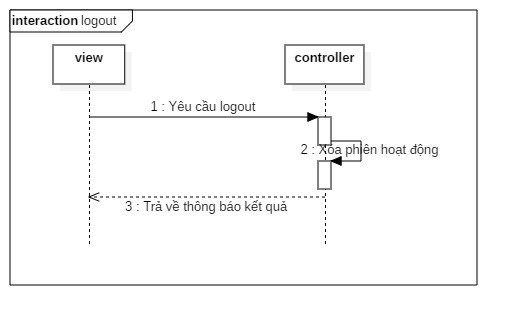 interaction logout
view
controller
1 : Yêu cầu logout
2 : Xóa phiên hoạt động
3 : Trả về thông báo kết quả